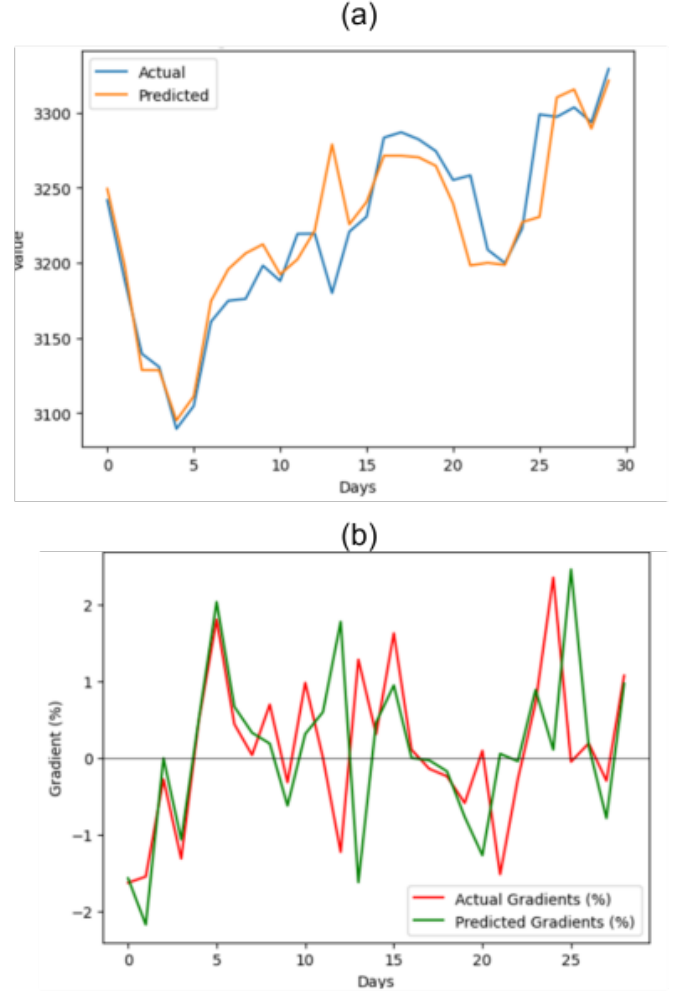 (a)
Actual
Predicted
3300
3250
3200
3150
3100
Value
0 5 10 15 20 25 30
Days
(b)
2
1
0
−1
−2
Gradient (%)
Actual Gradients (%)
Predicted Gradients (%)
0 5 10 15 20 25
Days